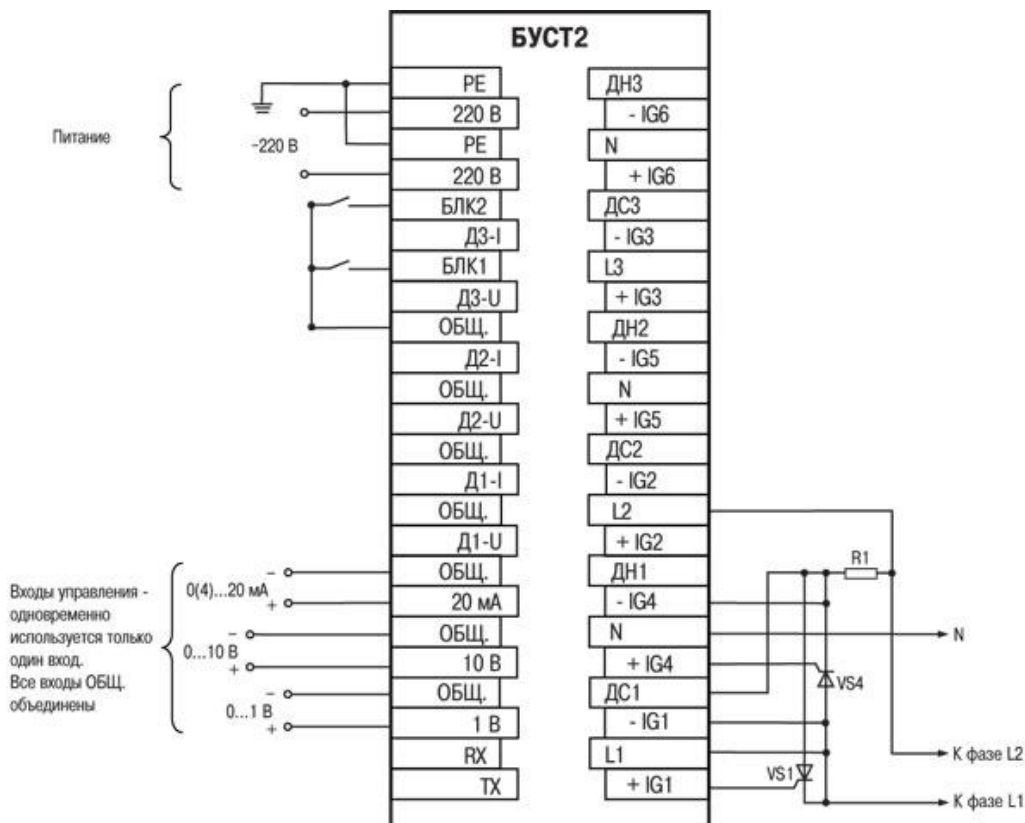 БУСТ2
PE
220 В
PE
220 В
БЛК2
Д3-I
БЛК1
Д3-U
ОБЩ.
Д2-I
ОБЩ.
Д2-U
ОБЩ.
Д1-I
ОБЩ.
Д1-U
ОБЩ.
20 мА
ОБЩ.
10 В
ОБЩ.
1 В
RX
TX
ДН3
- IG6
N
+ IG6
ДС3
- IG3
L3
+ IG3
ДН2
- IG5
N
+ IG5
ДС2
- IG2
L2
+ IG2
ДН1
- IG4
N
+ IG4
ДС1
- IG1
L1
+ IG1
Питание
~220 В
Входы управления -
одновременно
используется только
один вход.
Все входы ОБЩ.
объединены
-
0(4)...20 мА
+
-
0...10 В
+
-
0...1 В
+
R1
N
VS4
К фазе L2
VS1
К фазе L1